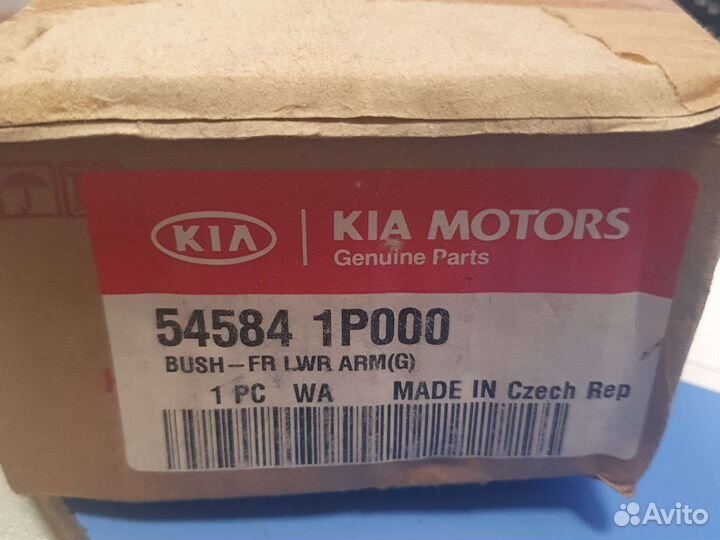 KIA
KIA MOTORS
Genuine Parts
54584 1P000
BUSH-FR LWR ARM(G)
1 PC WA MADE IN Czech Rep
Avito